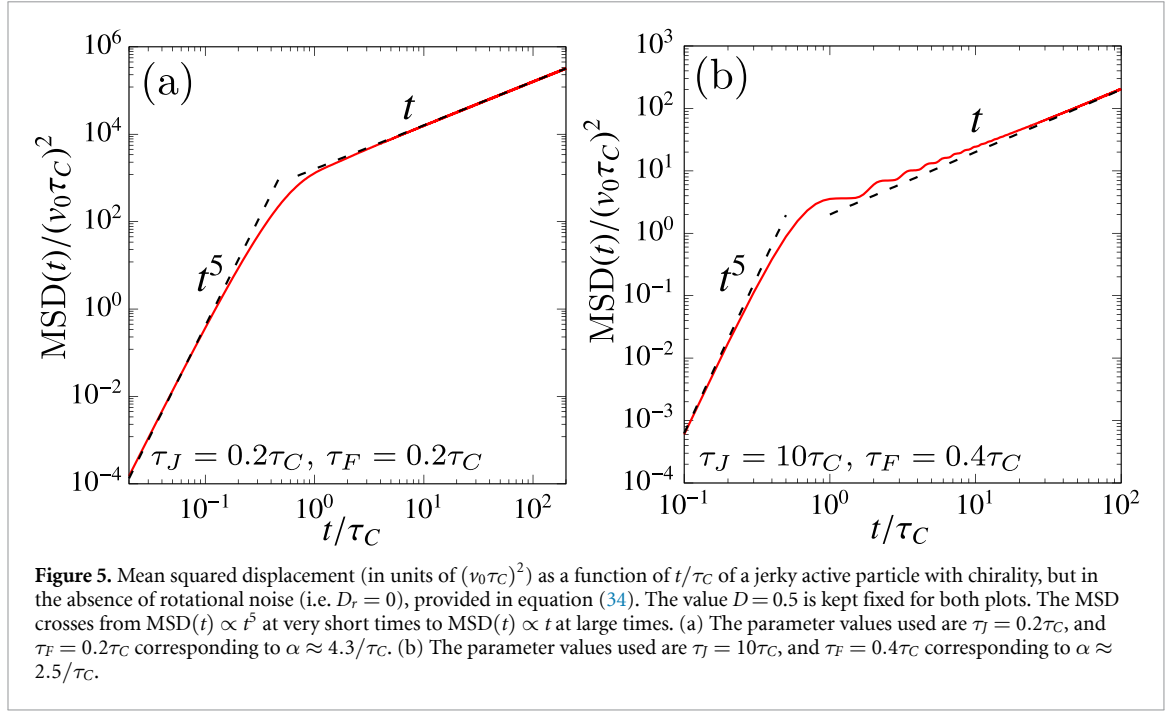 (a)
10^6
10^4
10^2
10^0
10^{-2}
10^{-4}
MSD(t)/(v_0τ_C)^2
t^5
t
τ_J = 0.2τ_C, τ_F = 0.2τ_C
10^{-1}
10^0
10^1
10^2
t/τ_C
(b)
10^3
10^2
10^1
10^0
10^{-1}
10^{-2}
10^{-3}
10^{-4}
MSD(t)/(v_0τ_C)^2
t^5
t
τ_J = 10τ_C, τ_F = 0.4τ_C
10^{-1}
10^0
10^1
10^2
t/τ_C
Figure 5. Mean squared displacement (in units of (v_0τ_C)^2) as a function of t/τ_C of a jerky active particle with chirality, but in
the absence of rotational noise (i.e. D_r = 0), provided in equation (34). The value D = 0.5 is kept fixed for both plots. The MSD
crosses from MSD(t) ∝ t^5 at very short times to MSD(t) ∝ t at large times. (a) The parameter values used are τ_J = 0.2τ_C, and
τ_F = 0.2τ_C corresponding to α ≈ 4.3/τ_C. (b) The parameter values used are τ_J = 10τ_C, and τ_F = 0.4τ_C corresponding to α ≈
2.5/τ_C.